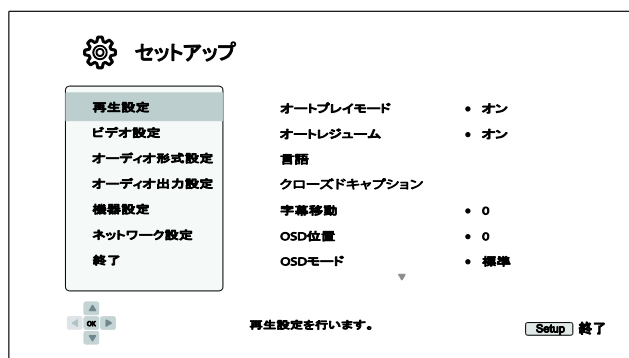 セットアップ
再生設定
ビデオ設定
オーディオ形式設定
オーディオ出力設定
機器設定
ネットワーク設定
終了
オートプレイモード • オン
オートレジューム • オン
言語
クローズドキャプション
字幕移動 • 0
OSD位置 • 0
OSDモード • 標準
OK
再生設定を行います。
Setup 終了